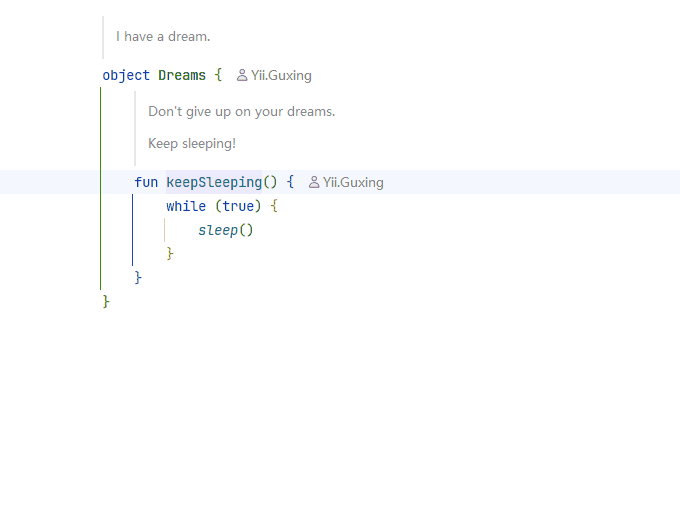 I have a dream.
object Dreams { Yii.Guxing
Don't give up on your dreams.
Keep sleeping!
fun keepSleeping() { Yii.Guxing
while (true) {
sleep()
}
}
}